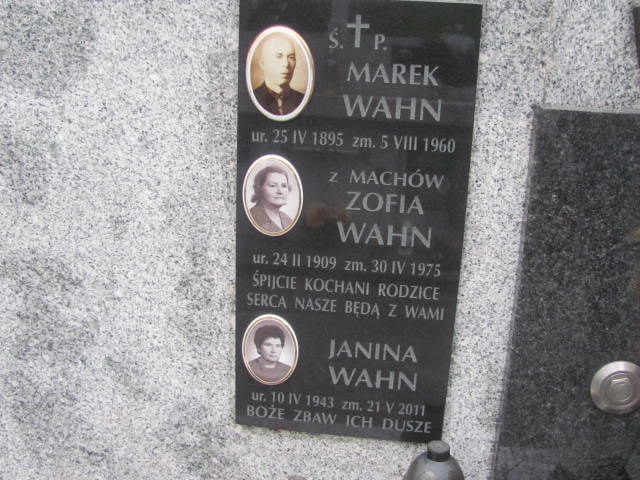 Ś. † P.
MAREK
WAHN
ur. 25 IV 1895 zm. 5 VIII 1960
z MACHÓW
ZOFIA
WAHN
ur. 24 II 1909 zm. 30 IV 1975
ŚPIJCIE KOCHANI RODZICE
SERCA NASZE BĘDĄ Z WAMI
JANINA
WAHN
ur. 10 IV 1943 zm. 21 V 2011
BOŻE ZBAW ICH DUSZE